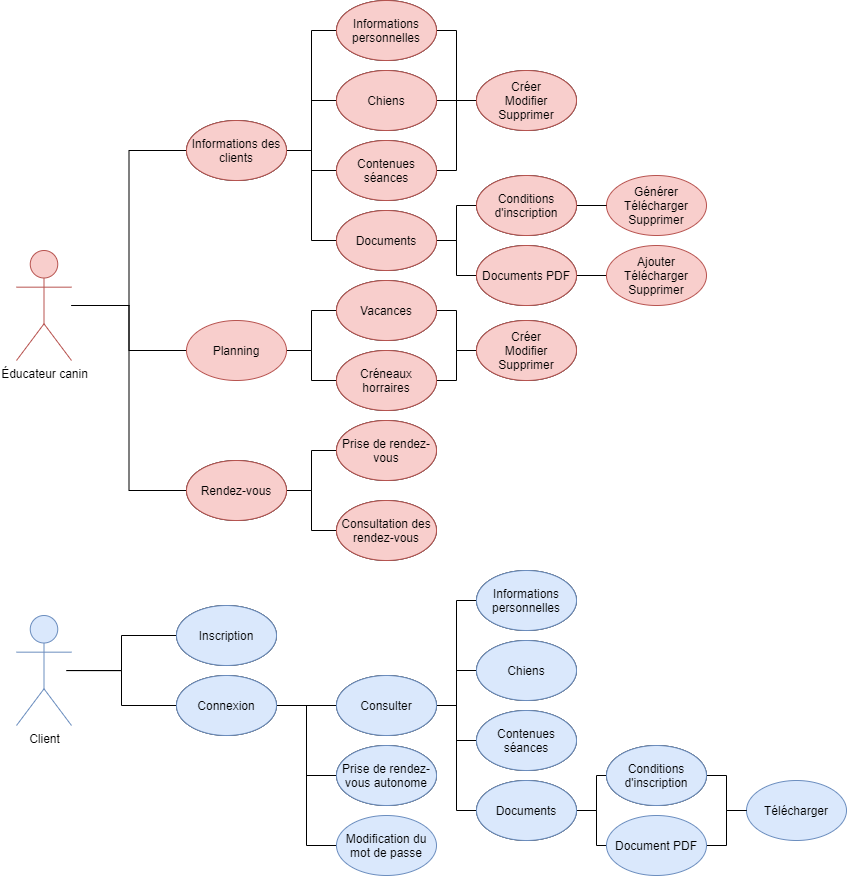 Informations
personnelles
Chiens
Créer
Modifier
Supprimer
Informations des
clients
Contenues
séances
Documents
Conditions
d'inscription
Générer
Télécharger
Supprimer
Documents PDF
Ajouter
Télécharger
Supprimer
Éducateur canin
Planning
Vacances
Créneaux
horraires
Créer
Modifier
Supprimer
Rendez-vous
Prise de rendez-
vous
Consultation des
rendez-vous
Client
Inscription
Connexion
Consulter
Prise de rendez-
vous autonome
Modification du
mot de passe
Informations
personnelles
Chiens
Contenues
séances
Documents
Conditions
d'inscription
Document PDF
Télécharger